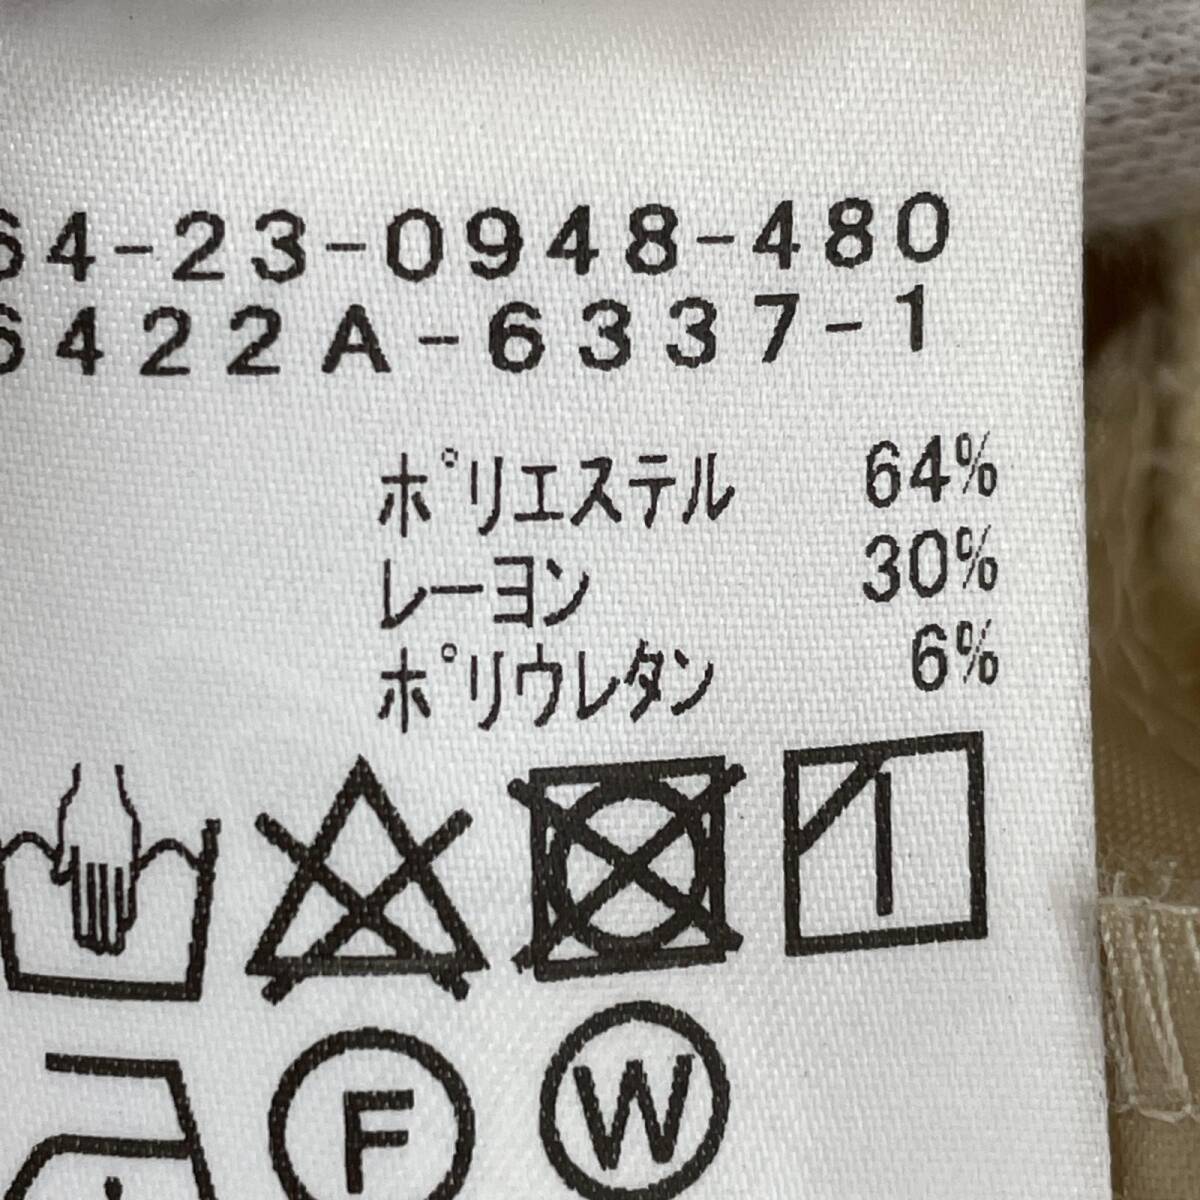 64-23-0948-480
6422A-6337-1
ポリエステル 64%
レーヨン 30%
ポリウレタン 6%
F W